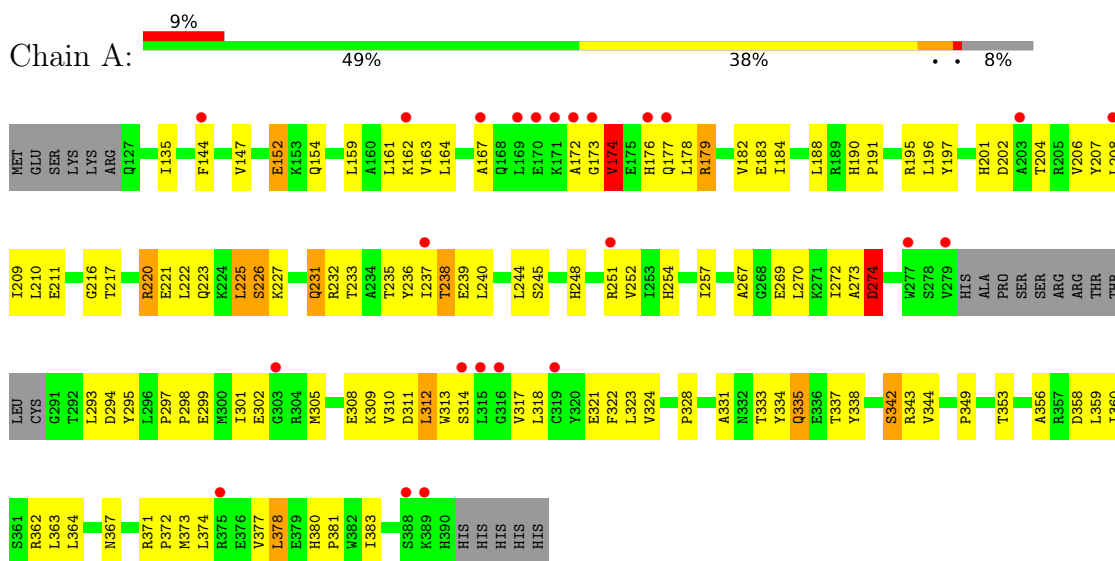 9%
Chain A:
49% 38% • • 8%
MET GLU SER LYS LYS ARG Q127 I135 F144 V147 E152 K153 Q154 L159 A160 L161 K162 V163 L164 A167 Q168 L169 E170 K171 A172 G173 V174 E175 H176 Q177 L178 R179 V182 E183 I184 L188 R189 H190 P191 R195 L196 Y197 H201 D202 A203 T204 R205 V206 Y207 L208
I209 L210 E211 G216 T217 R220 E221 L222 Q223 K224 L225 S226 K227 Q231 R232 T233 A234 T235 Y236 I237 T238 E239 L240 L244 S245 H248 R251 V252 I253 H254 I257 A267 G268 E269 L270 K271 I272 A273 D274 W277 S278 V279 HIS ALA PRO SER SER ARG ARG THR THR
LEU CYS G291 T292 L293 D294 Y295 L296 P297 P298 E299 M300 I301 E302 G303 R304 M305 E308 K309 V310 D311 L312 W313 S314 L315 G316 V317 L318 C319 Y320 E321 F322 L323 V324 P328 A331 N332 T333 Y334 Q335 E336 T337 Y338 S342 R343 V344 P349 T353 A356 R357 D358 L359 I360
S361 R362 L363 L364 N367 R371 P372 M373 L374 R375 E376 V377 L378 E379 H380 P381 W382 I383 S388 K389 H390 HIS HIS HIS HIS HIS